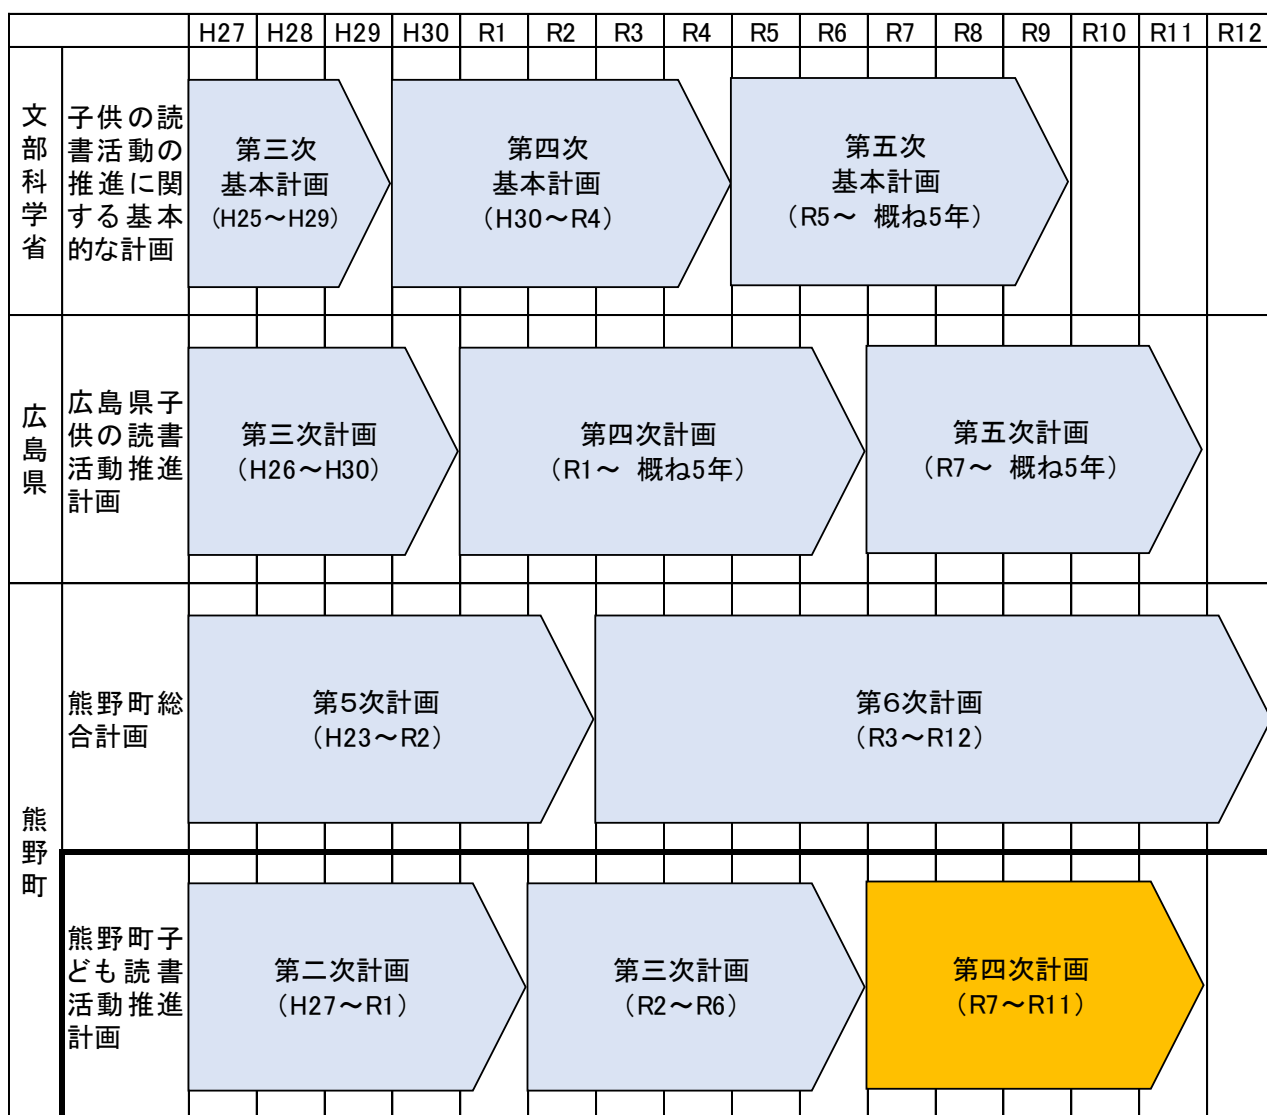 H27 H28 H29 H30 R1 R2 R3 R4 R5 R6 R7 R8 R9 R10 R11 R12
文部科学省
子供の読
書活動の
推進に関
する基本
的な計画
第三次
基本計画
（H25～H29）
第四次
基本計画
（H30～R4）
第五次
基本計画
（R5～ 概ね5年）
広島県
広島県子
供の読書
活動推進
計画
第三次計画
（H26～H30）
第四次計画
（R1～ 概ね5年）
第五次計画
（R7～ 概ね5年）
熊野町
熊野町総
合計画
第５次計画
（H23～R2）
第６次計画
（R3～R12）
熊野町子
ども読書
活動推進
計画
第二次計画
（H27～R1）
第三次計画
（R2～R6）
第四次計画
（R7～R11）